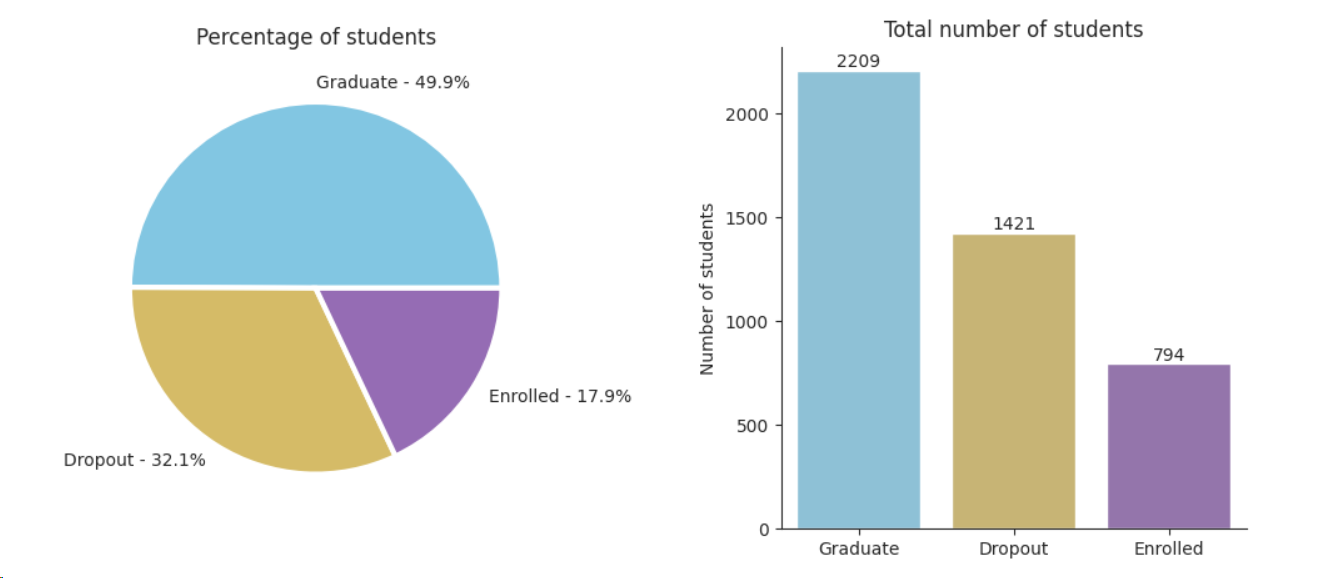 Percentage of students
Graduate - 49.9%
Enrolled - 17.9%
Dropout - 32.1%
Total number of students
Number of students
2000
1500
1000
500
0
2209
1421
794
Graduate
Dropout
Enrolled